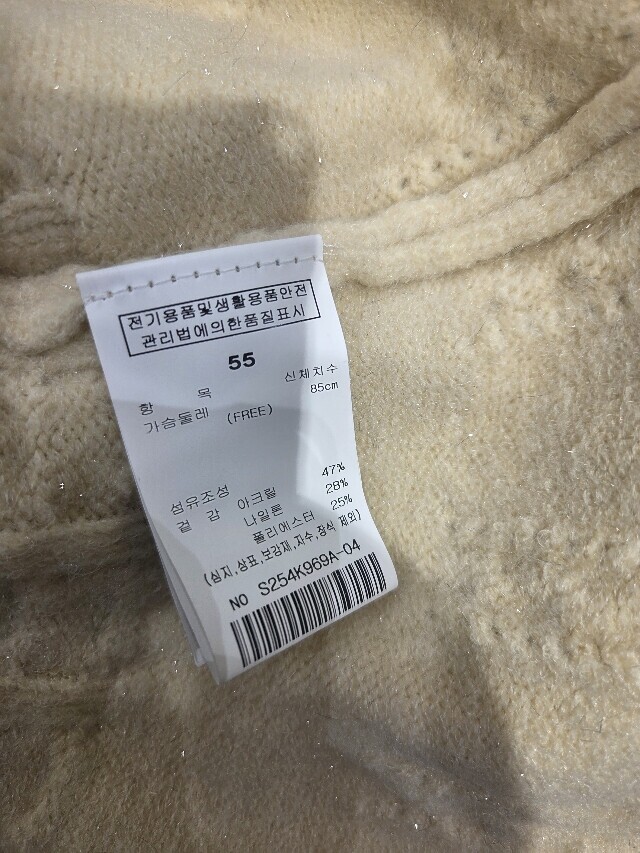 전기용품및생활용품안전
관리법에의한품질표시
55
항 목 신체치수
가슴둘레 (FREE) 85cm
섬유조성
겉 감 아크릴 47%
나일론 28%
폴리에스터 25%
(심지,상표,보강재,자수,장식 제외)
NO S254K969A-04